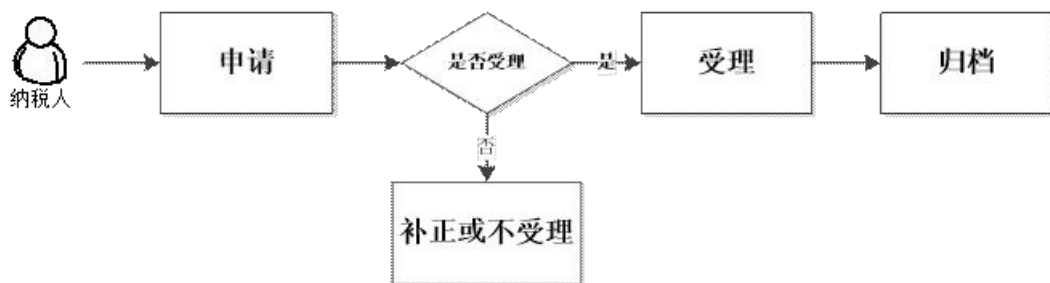 纳税人
申请
是否受理
是
受理
归档
否
补正或不受理